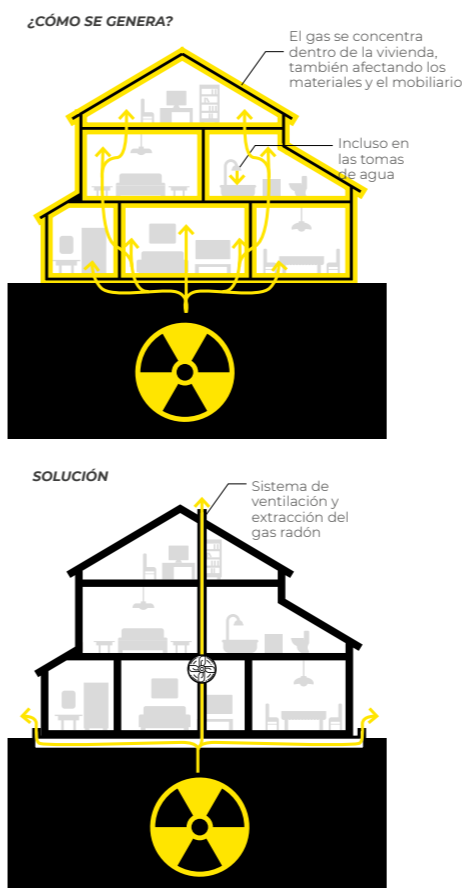 ¿CÓMO SE GENERA?
El gas se concentra
dentro de la vivienda,
también afectando los
materiales y el mobiliario
Incluso en
las tomas
de agua
SOLUCIÓN
Sistema de
ventilación y
extracción del
gas radón